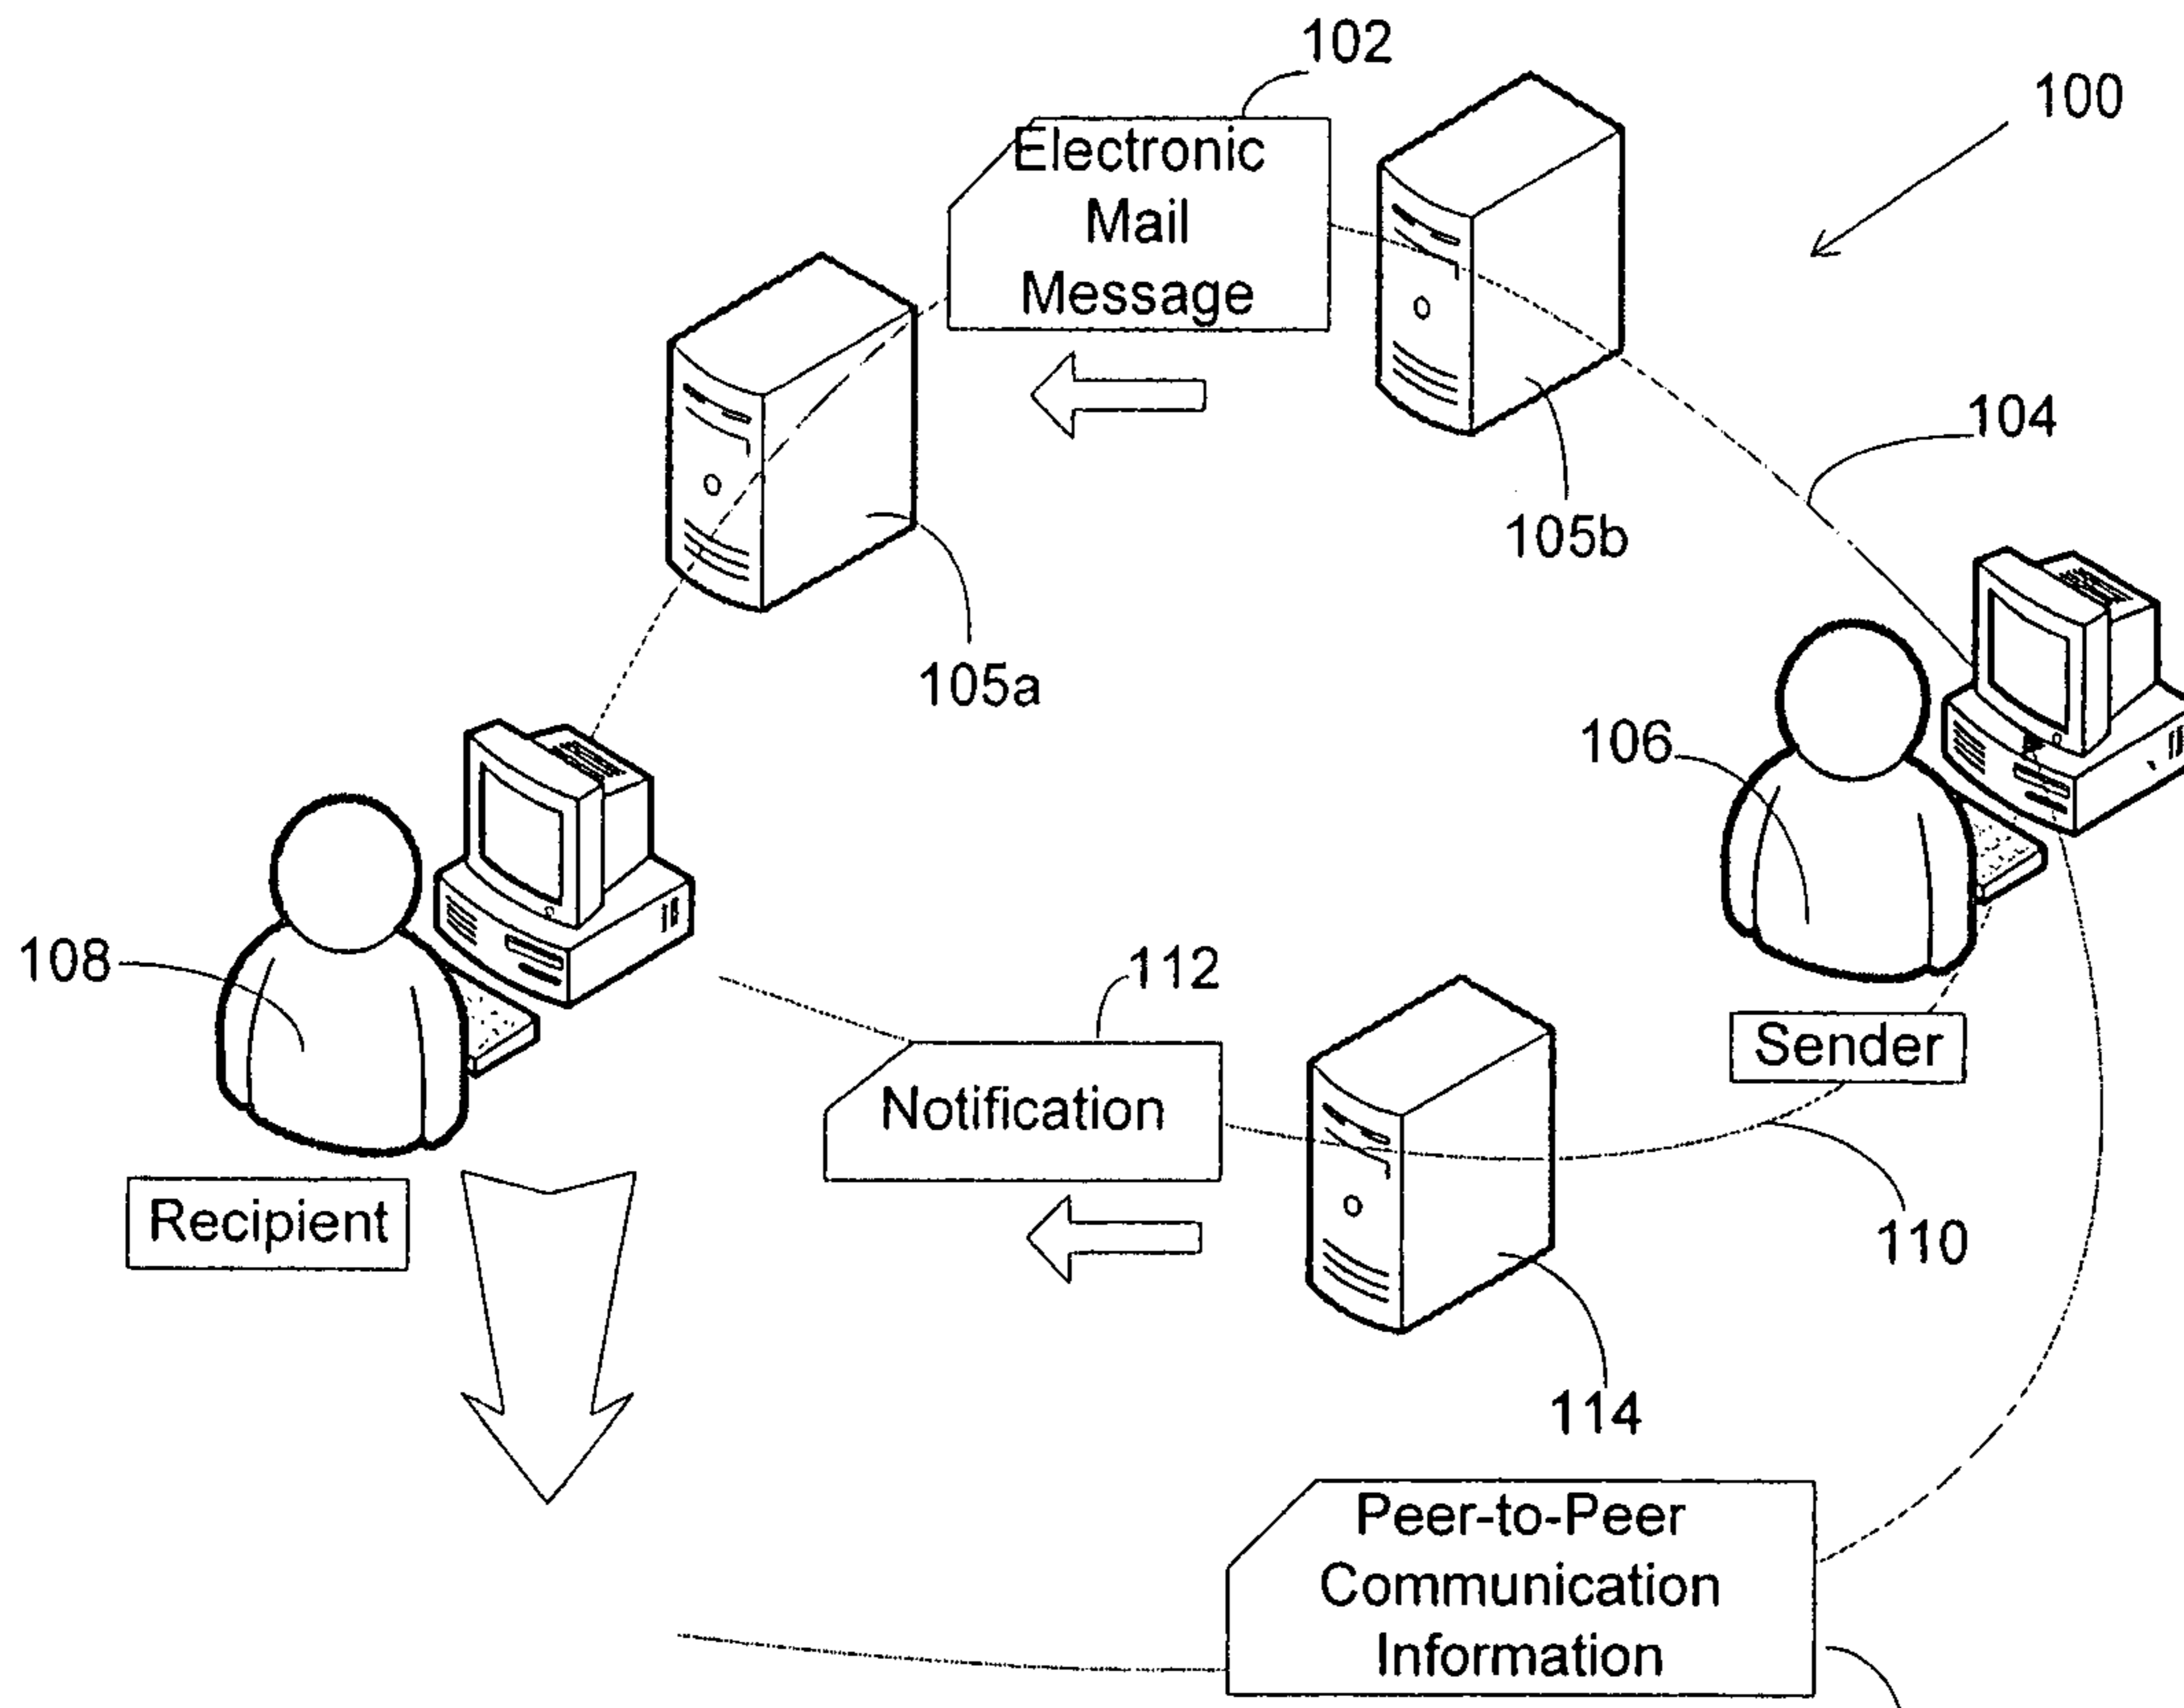 102
100
Electronic
Mail
Message
104
105b
105a
106
108
112
Sender
Notification
Recipient
110
114
Peer-to-Peer
Communication
Information